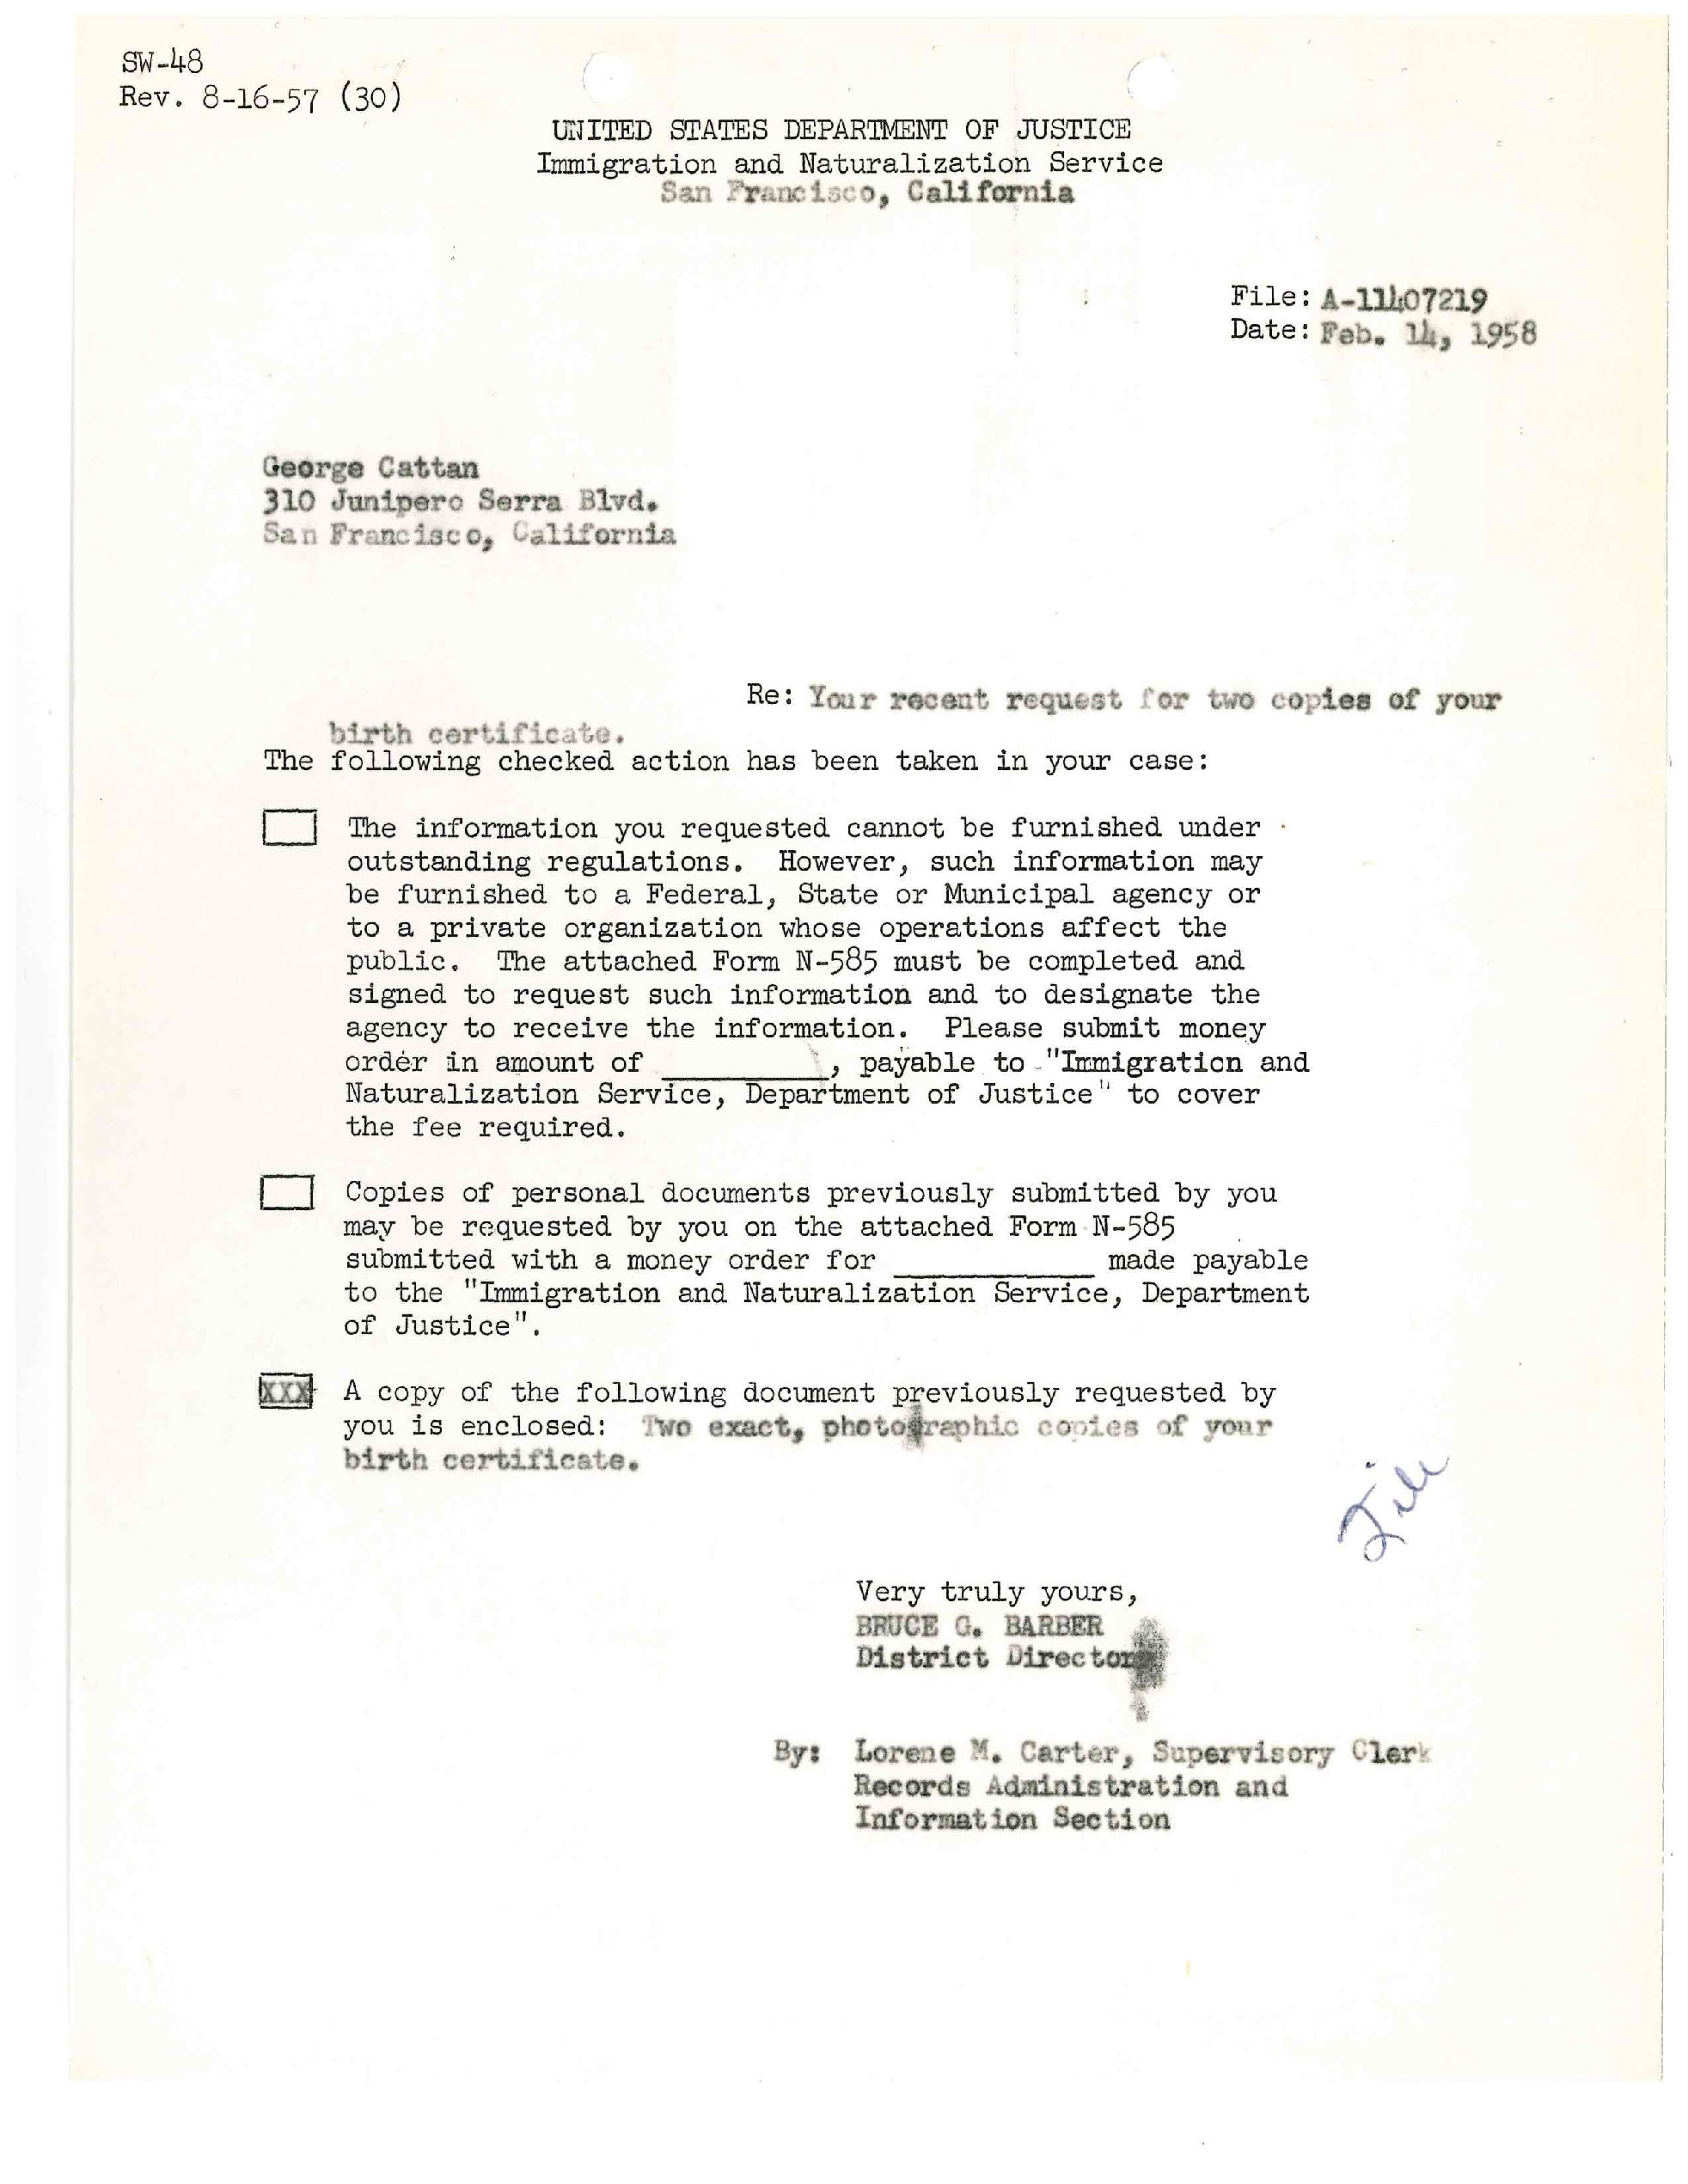 SW-48
Rev. 8-16-57 (30)
UNITED STATES DEPARTMENT OF JUSTICE
Immigration and Naturalization Service
San Francisco, California
File: A-11407219
Date: Feb. 14, 1958
George Cattan
310 Junipero Serra Blvd.
San Francisco, California
Re: Your recent request for two copies of your
birth certificate.
The following checked action has been taken in your case:
The information you requested cannot be furnished under
outstanding regulations. However, such information may
be furnished to a Federal, State or Municipal agency or
to a private organization whose operations affect the
public. The attached Form N-585 must be completed and
signed to request such information and to designate the
agency to receive the information. Please submit money
order in amount of __________, payable to "Immigration and
Naturalization Service, Department of Justice" to cover
the fee required.
Copies of personal documents previously submitted by you
may be requested by you on the attached Form N-585
submitted with a money order for ____________ made payable
to the "Immigration and Naturalization Service, Department
of Justice".
XXX A copy of the following document previously requested by
you is enclosed: Two exact, photographic copies of your
birth certificate.
File
Very truly yours,
BRUCE G. BARBER
District Director
By: Lorene M. Carter, Supervisory Clerk
Records Administration and
Information Section